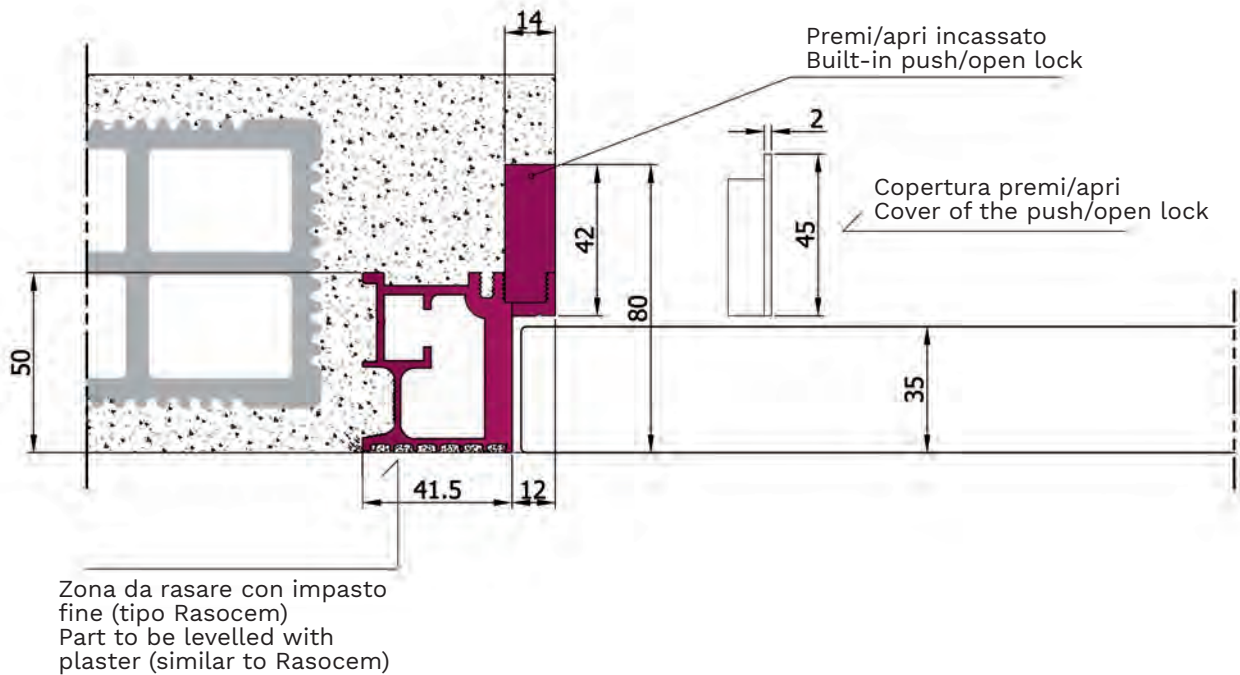 14
Premi/apri incassato
Built-in push/open lock
2
Copertura premi/apri
Cover of the push/open lock
42
45
80
50
35
41.5
12
Zona da rasare con impasto
fine (tipo Rasocem)
Part to be levelled with
plaster (similar to Rasocem)